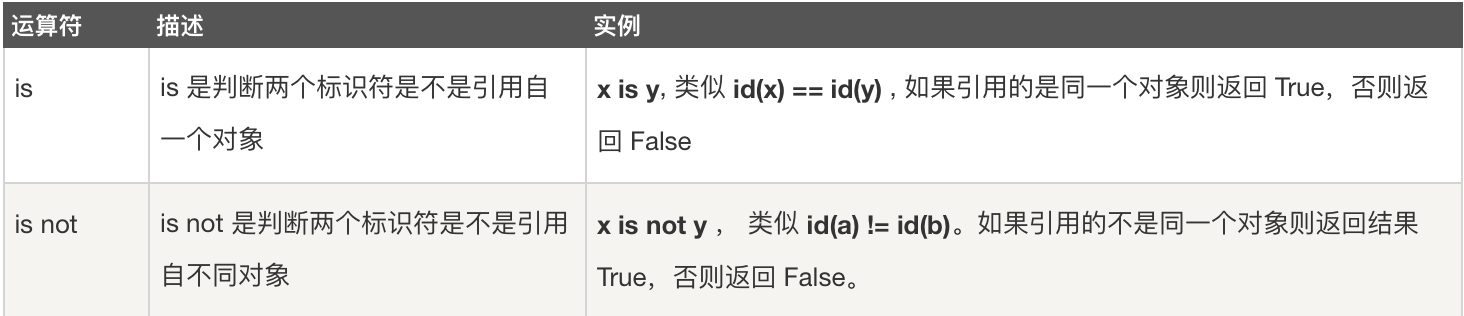 运算符 描述 实例
is is 是判断两个标识符是不是引用自 x is y, 类似 id(x) == id(y) , 如果引用的是同一个对象则返回 True，否则返
一个对象 回 False
is not is not 是判断两个标识符是不是引用 x is not y ， 类似 id(a) != id(b)。如果引用的不是同一个对象则返回结果
自不同对象 True，否则返回 False。